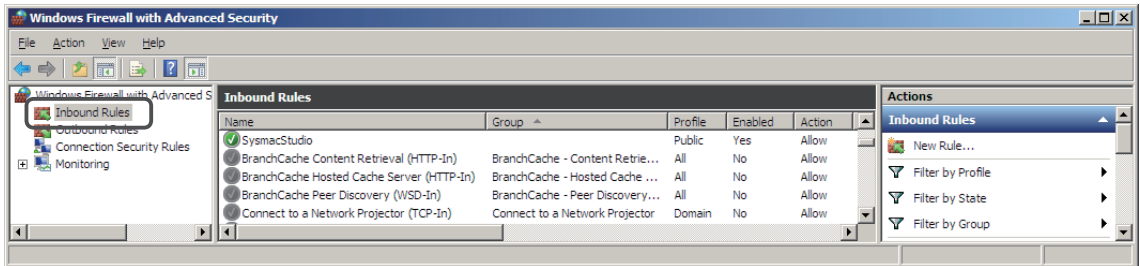 Windows Firewall with Advanced Security
File Action View Help
Windows Firewall with Advanced S
Inbound Rules
Outbound Rules
Connection Security Rules
Monitoring
Inbound Rules
Name Group Profile Enabled Action
SysmacStudio Public Yes Allow
BranchCache Content Retrieval (HTTP-In) BranchCache - Content Retrie... All No Allow
BranchCache Hosted Cache Server (HTTP-In) BranchCache - Hosted Cache ... All No Allow
BranchCache Peer Discovery (WSD-In) BranchCache - Peer Discovery... All No Allow
Connect to a Network Projector (TCP-In) Connect to a Network Projector Domain No Allow
Actions
Inbound Rules
New Rule...
Filter by Profile
Filter by State
Filter by Group